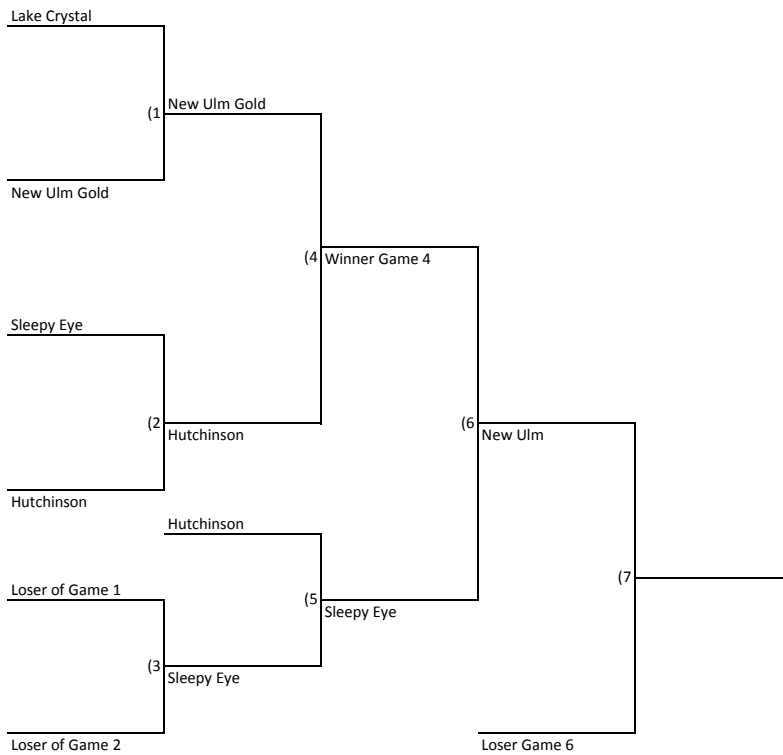 Lake Crystal
(1
New Ulm Gold
New Ulm Gold
(4
Winner Game 4
Sleepy Eye
(2
Hutchinson
(6
New Ulm
Hutchinson
Hutchinson
Loser of Game 1
(5
Sleepy Eye
(7
(3
Sleepy Eye
Loser of Game 2
Loser Game 6